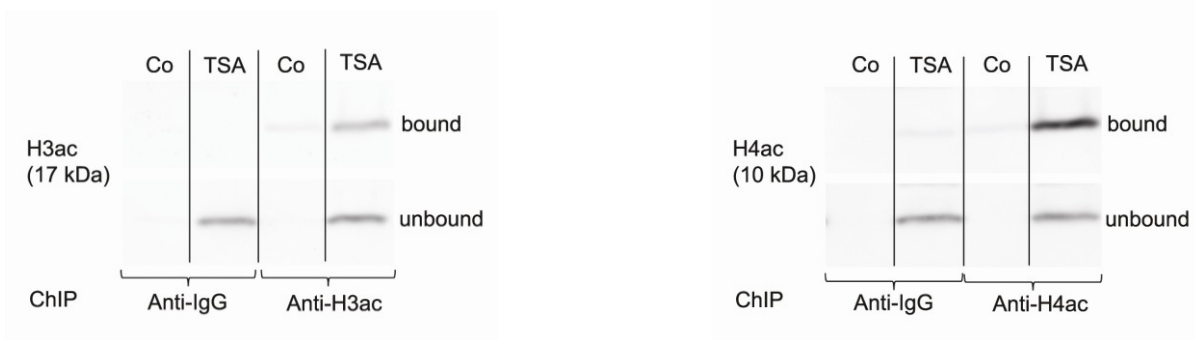 Co TSA Co TSA
bound
H3ac
(17 kDa)
unbound
ChIP Anti-IgG Anti-H3ac
Co TSA Co TSA
bound
H4ac
(10 kDa)
unbound
ChIP Anti-IgG Anti-H4ac